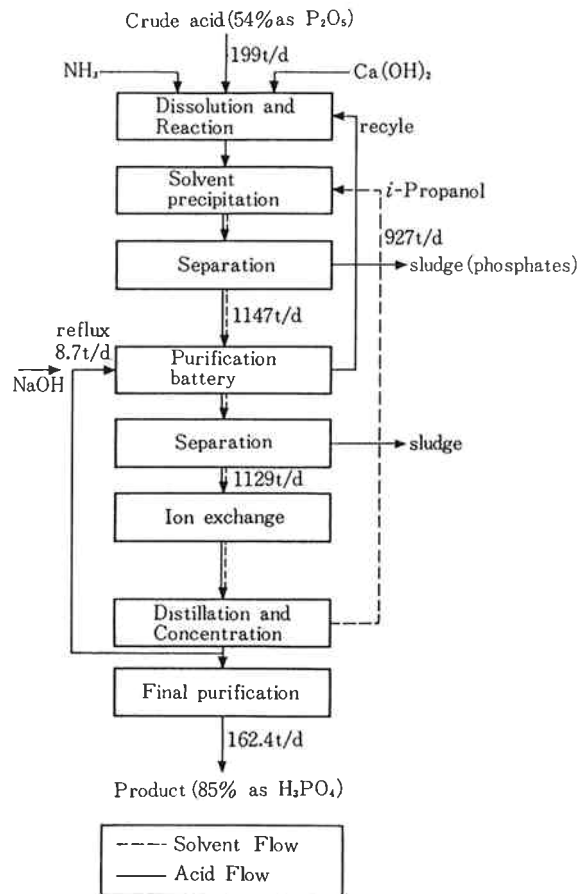 Crude acid (54% as P₂O₅)
199t/d
NH₃
Ca(OH)₂
Dissolution and
Reaction
recyle
Solvent
precipitation
i-Propanol
927t/d
Separation
sludge (phosphates)
1147t/d
reflux
8.7t/d
NaOH
Purification
battery
Separation
sludge
1129t/d
Ion exchange
Distillation and
Concentration
Final purification
162.4t/d
Product (85% as H₃PO₄)
Solvent Flow
Acid Flow